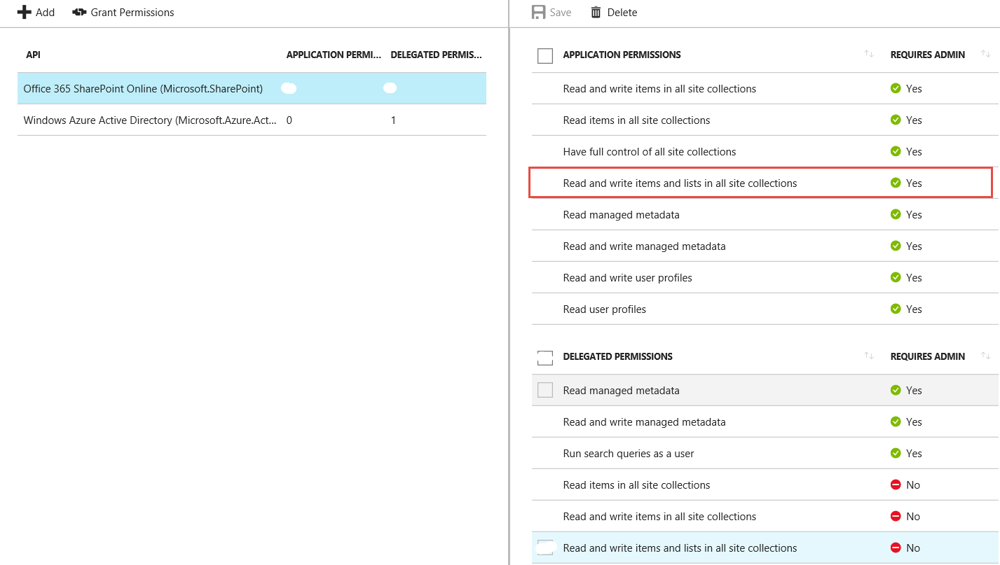 Add Grant Permissions
API APPLICATION PERMI... DELEGATED PERMIS...
Office 365 SharePoint Online (Microsoft.SharePoint)
Windows Azure Active Directory (Microsoft.Azure.Act... 0 1
Save Delete
APPLICATION PERMISSIONS REQUIRES ADMIN
Read and write items in all site collections Yes
Read items in all site collections Yes
Have full control of all site collections Yes
Read and write items and lists in all site collections Yes
Read managed metadata Yes
Read and write managed metadata Yes
Read and write user profiles Yes
Read user profiles Yes
DELEGATED PERMISSIONS REQUIRES ADMIN
Read managed metadata Yes
Read and write managed metadata Yes
Run search queries as a user Yes
Read items in all site collections No
Read and write items in all site collections No
Read and write items and lists in all site collections No